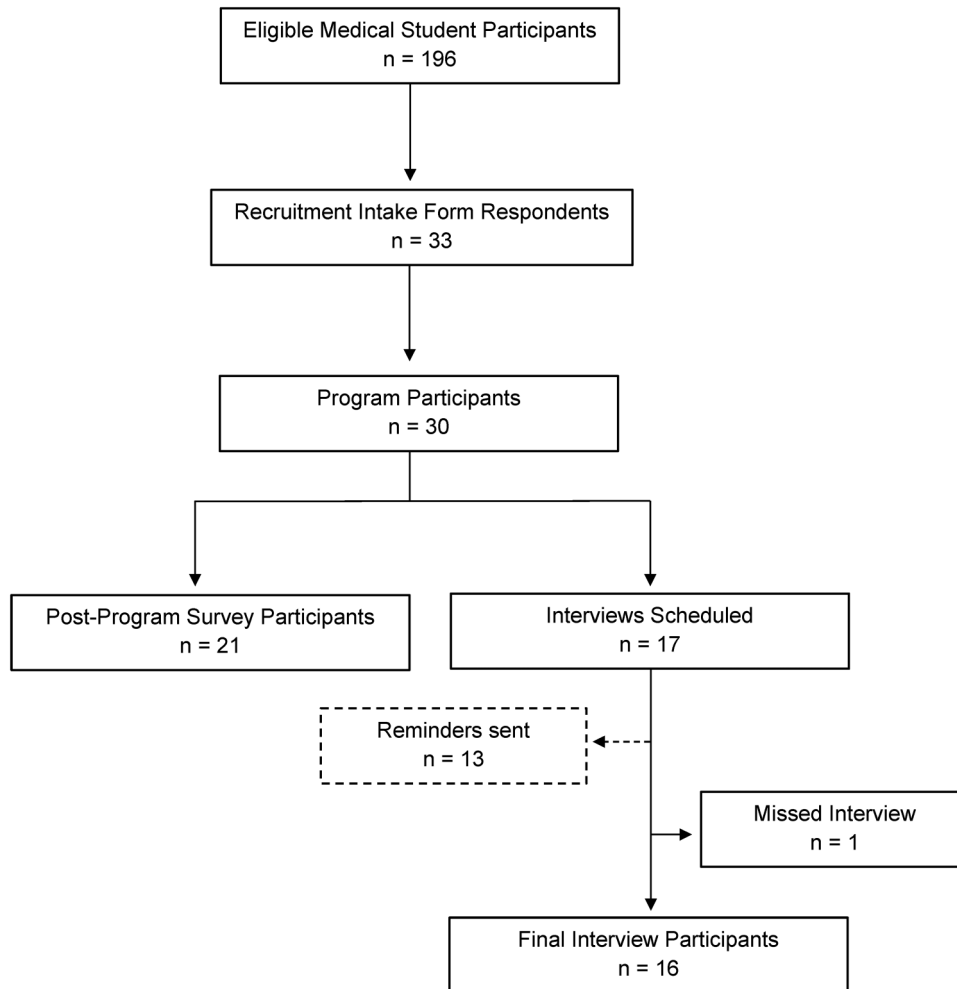 Eligible Medical Student Participants
n = 196
Recruitment Intake Form Respondents
n = 33
Program Participants
n = 30
Post-Program Survey Participants
n = 21
Interviews Scheduled
n = 17
Reminders sent
n = 13
Missed Interview
n = 1
Final Interview Participants
n = 16